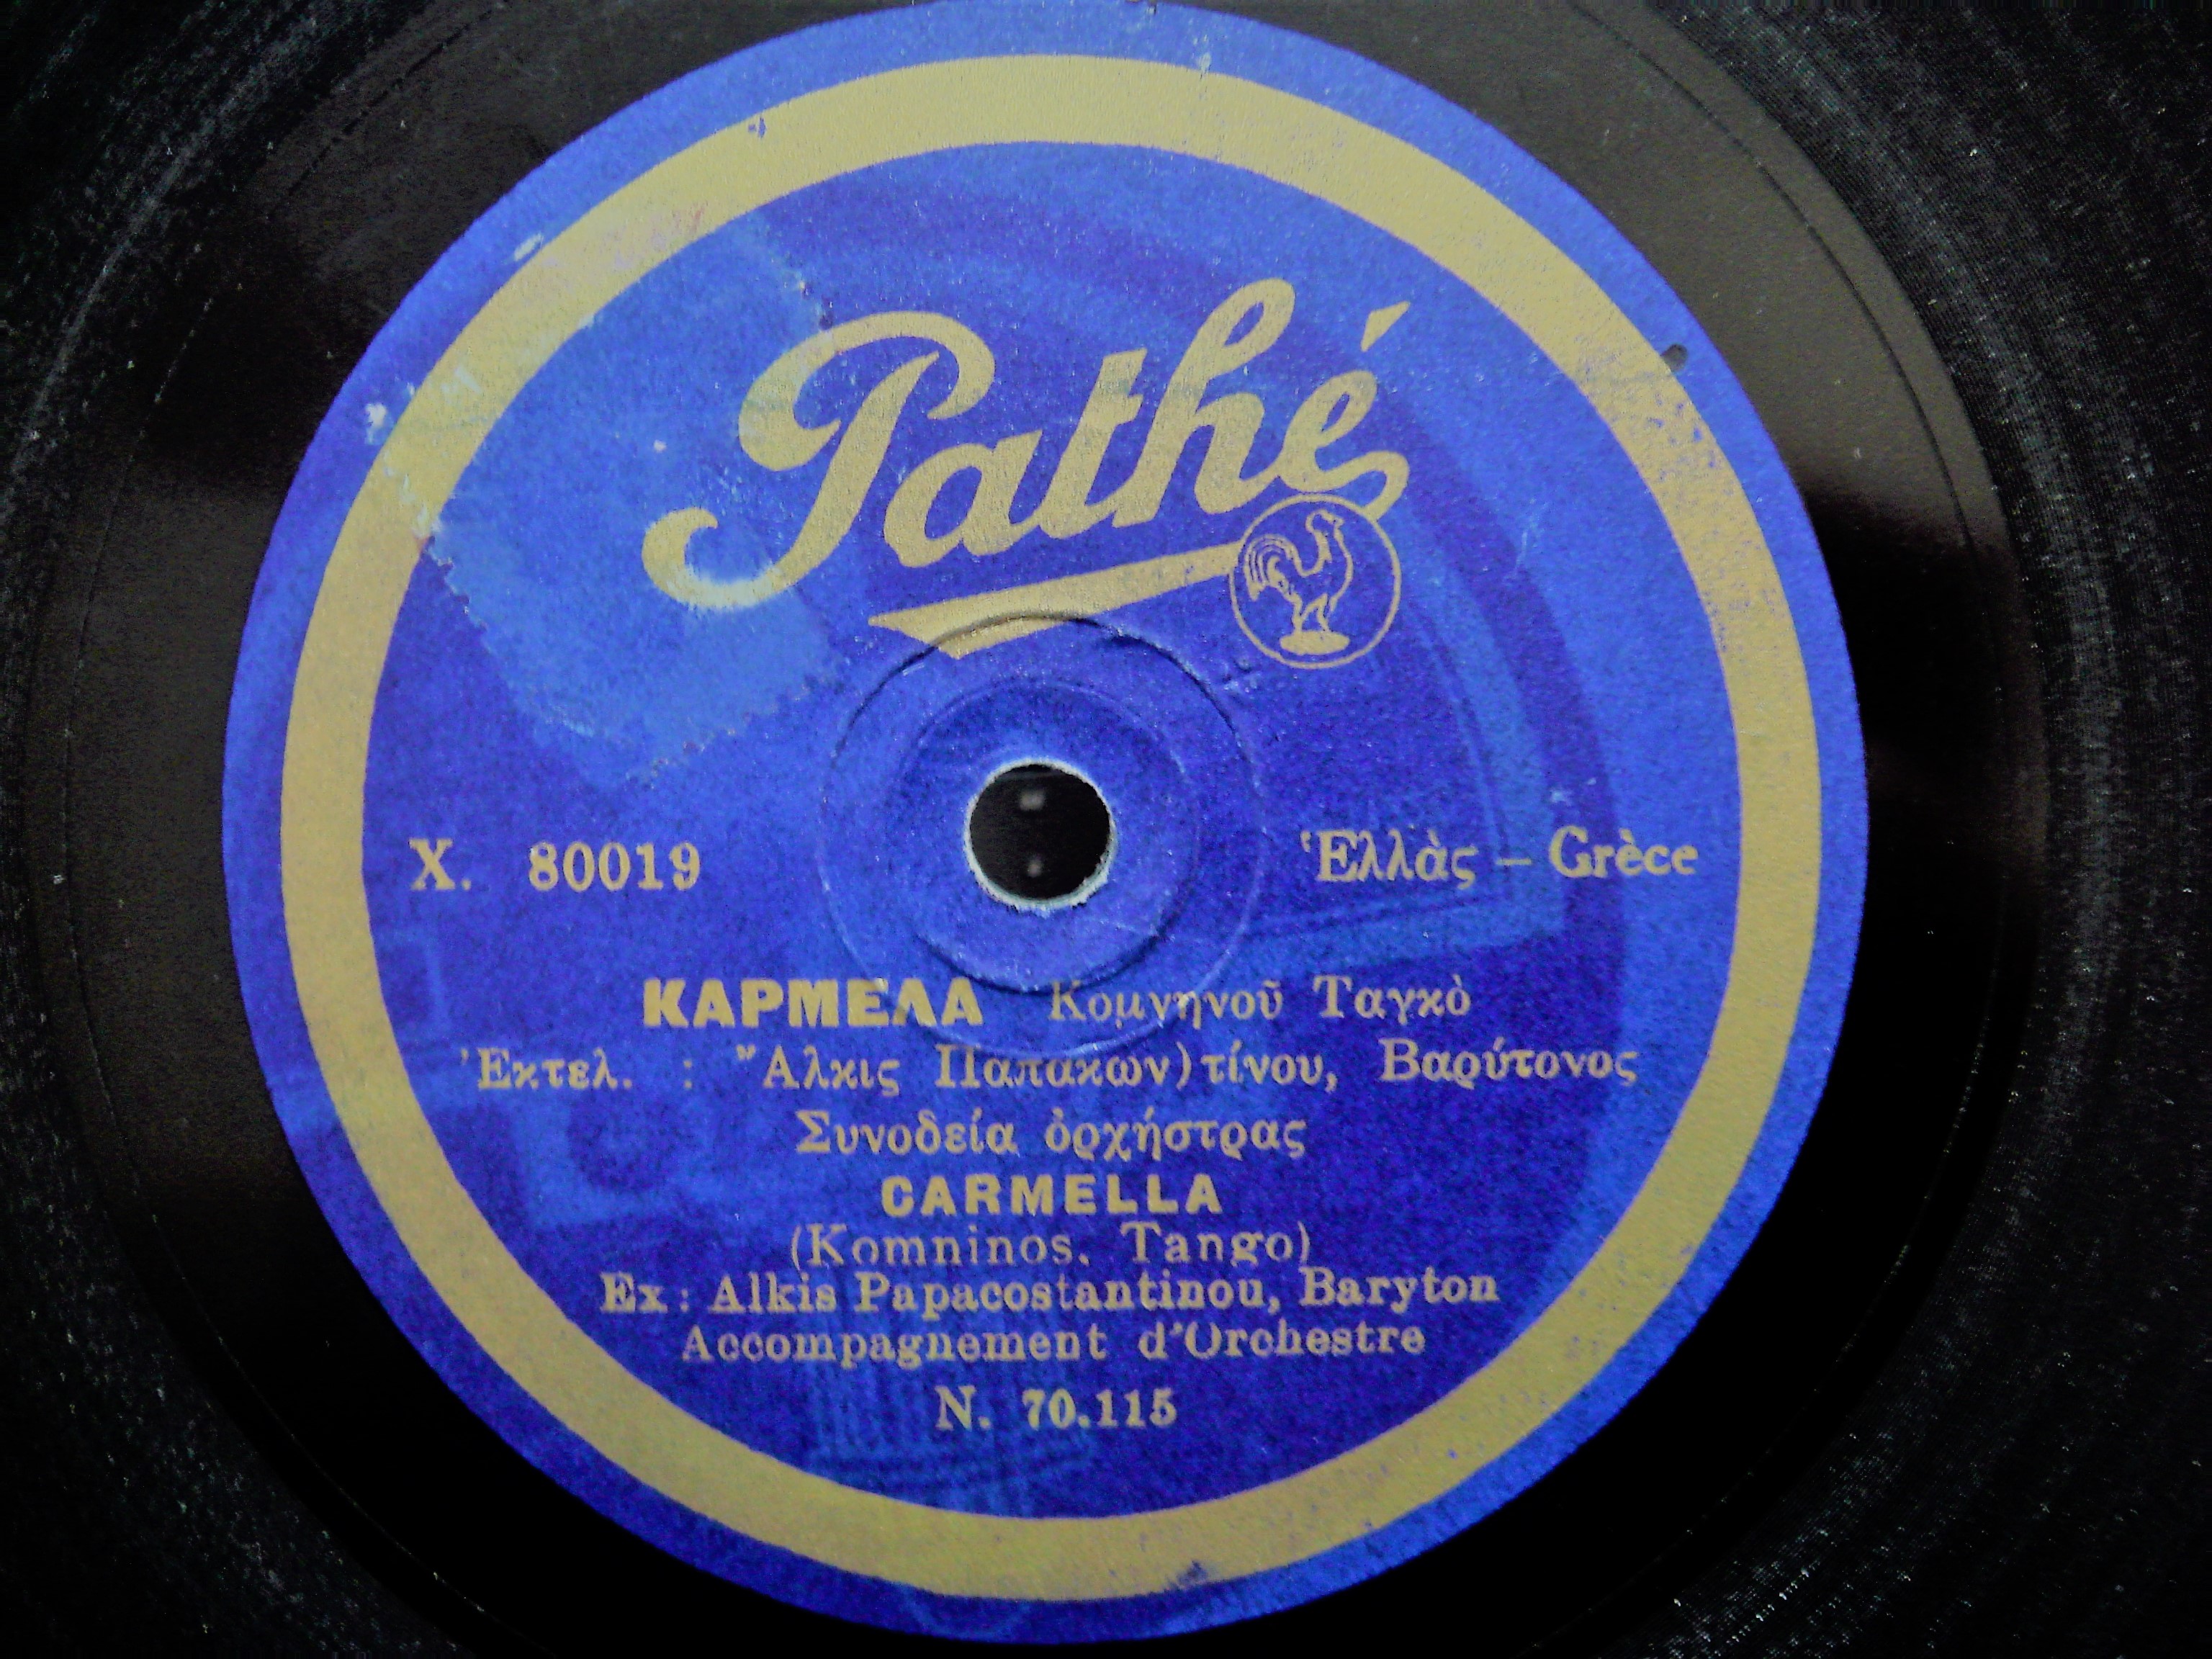 Pathé
X. 80019
Ἑλλὰς – Grèce
ΚΑΡΜΕΛΑ Κομνηνοῦ Ταγκὸ
Ἐκτελ. : Ἄλκις Παπακων)τίνου, Βαρύτονος
Συνοδεία ὀρχήστρας
CARMELLA
(Komninos. Tango)
Ex : Alkis Papacostantinou, Baryton
Accompagnement d'Orchestre
N. 70.115